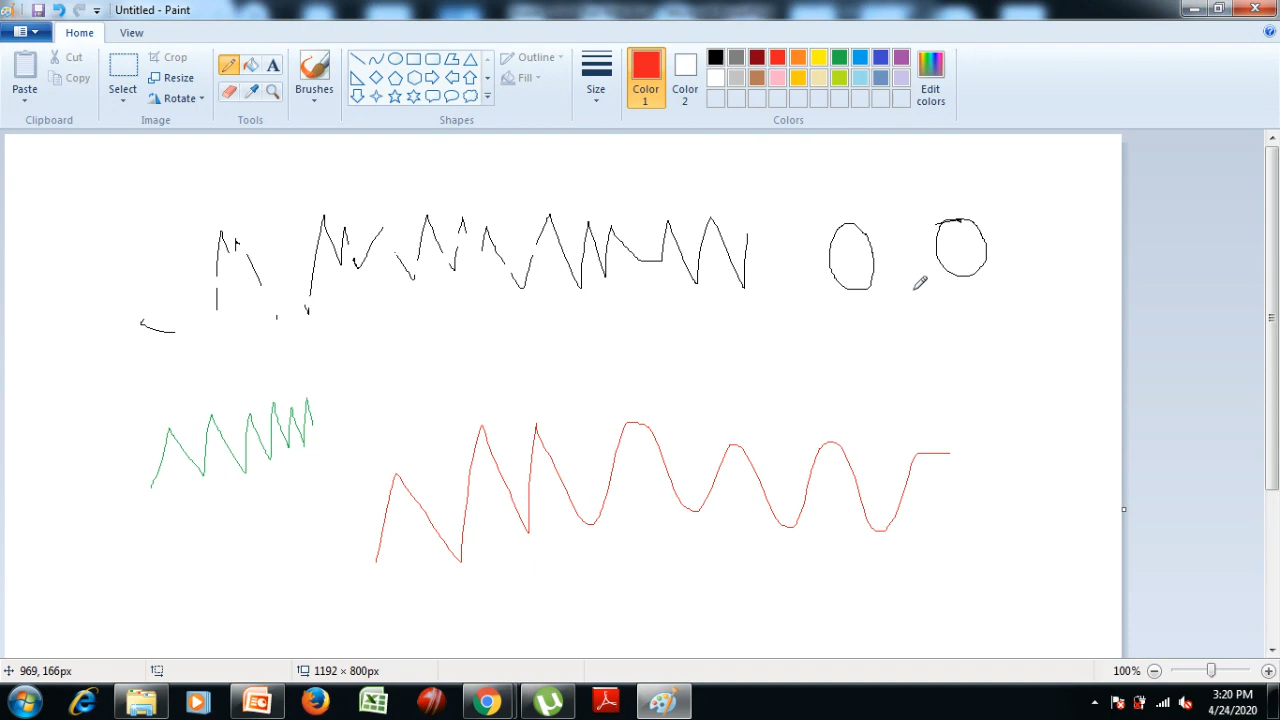 Untitled - Paint
Home View
Paste
Cut
Copy
Clipboard
Select
Crop
Resize
Rotate
Image
A
Tools
Brushes
Outline
Fill
Shapes
Size
Color 1
Color 2
Edit colors
Colors
969, 166px
1192 × 800px
100%
3:20 PM
4/24/2020